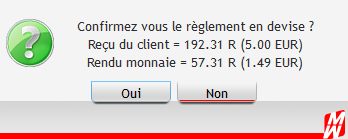 Confirmez vous le règlement en devise ?
Reçu du client = 192.31 R (5.00 EUR)
Rendu monnaie = 57.31 R (1.49 EUR)
Oui Non